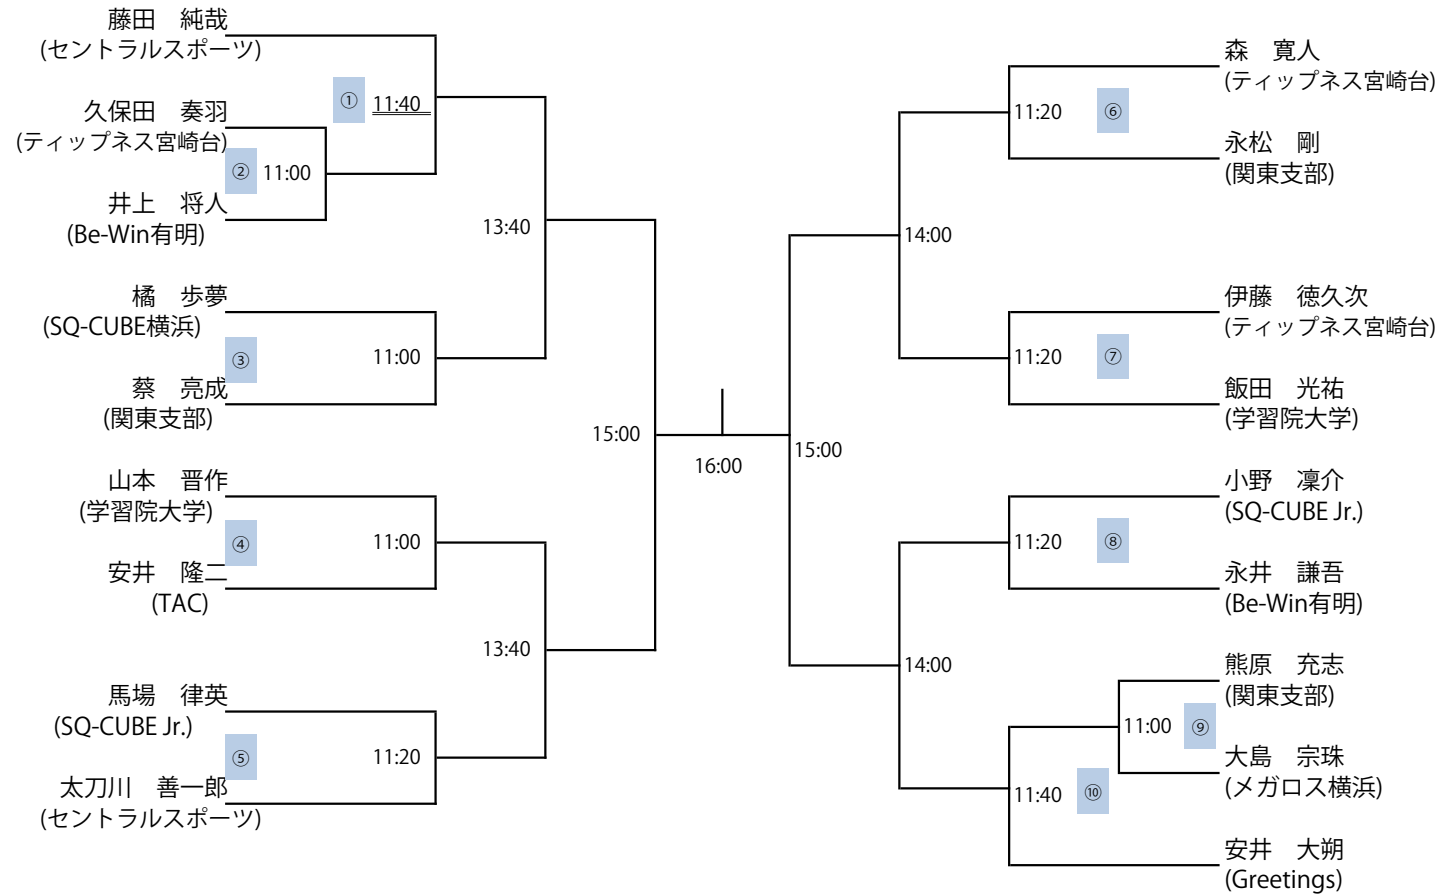 藤田　純哉
(セントラルスポーツ)
① 11:40
久保田　奏羽
(ティップネス宮崎台)
② 11:00
井上　将人
(Be-Win有明)
13:40
橘　歩夢
(SQ-CUBE横浜)
③ 11:00
蔡　亮成
(関東支部)
15:00
山本　晋作
(学習院大学)
④ 11:00
安井　隆二
(TAC)
13:40
馬場　律英
(SQ-CUBE Jr.)
⑤ 11:20
太刀川　善一郎
(セントラルスポーツ)
16:00
森　寛人
(ティップネス宮崎台)
11:20 ⑥
永松　剛
(関東支部)
14:00
伊藤　徳久次
(ティップネス宮崎台)
11:20 ⑦
飯田　光祐
(学習院大学)
15:00
小野　凜介
(SQ-CUBE Jr.)
11:20 ⑧
永井　謙吾
(Be-Win有明)
14:00
熊原　充志
(関東支部)
11:00 ⑨
大島　宗珠
(メガロス横浜)
11:40 ⑩
安井　大朔
(Greetings)